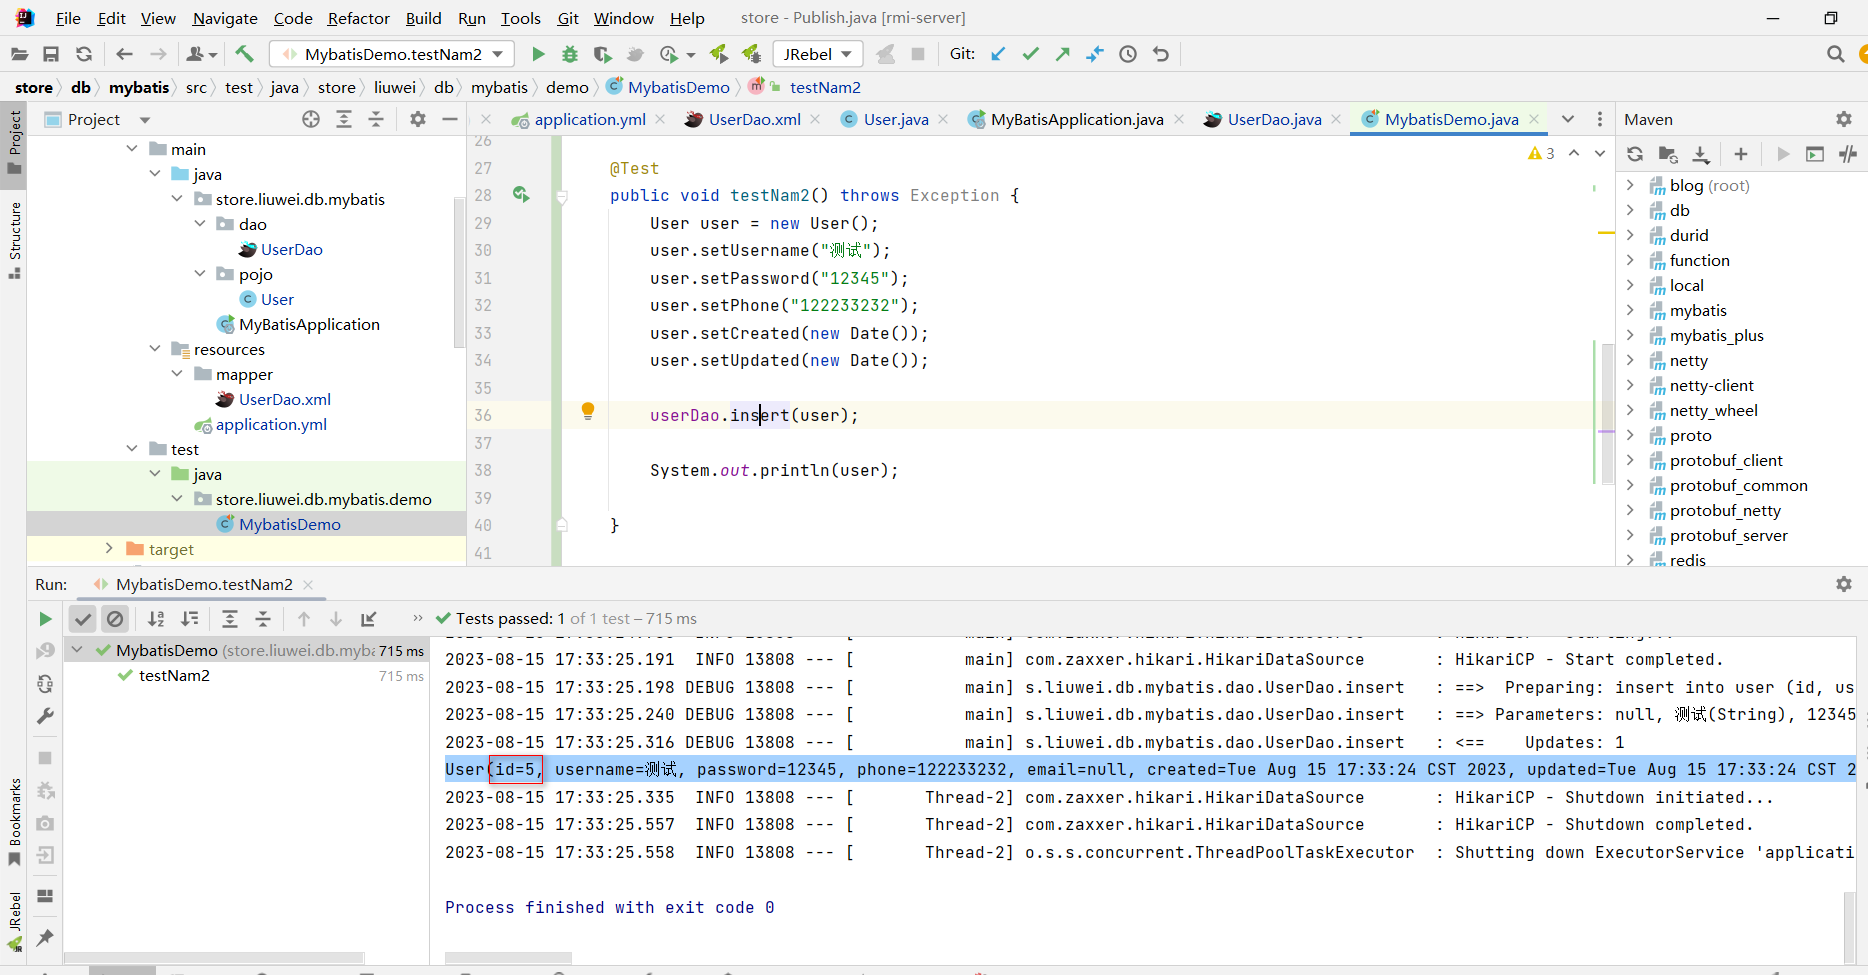 File Edit View Navigate Code Refactor Build Run Tools Git Window Help store - Publish.java [rmi-server]
MybatisDemo.testNam2 JRebel Git:
store db mybatis src test java store liuwei db mybatis demo MybatisDemo testNam2
Project
Structure
Bookmarks
JRebel
Project
main
java
store.liuwei.db.mybatis
dao
UserDao
pojo
User
MyBatisApplication
resources
mapper
UserDao.xml
application.yml
test
java
store.liuwei.db.mybatis.demo
MybatisDemo
target
application.yml UserDao.xml User.java MyBatisApplication.java UserDao.java MybatisDemo.java
3
26
27 @Test
28 public void testNam2() throws Exception {
29 User user = new User();
30 user.setUsername("测试");
31 user.setPassword("12345");
32 user.setPhone("122233232");
33 user.setCreated(new Date());
34 user.setUpdated(new Date());
35
36 userDao.insert(user);
37
38 System.out.println(user);
39
40 }
41
Maven
blog (root)
db
durid
function
local
mybatis
mybatis_plus
netty
netty-client
netty_wheel
proto
protobuf_client
protobuf_common
protobuf_netty
protobuf_server
redis
Run: MybatisDemo.testNam2
Tests passed: 1 of 1 test – 715 ms
MybatisDemo (store.liuwei.db.myba 715 ms
testNam2 715 ms
2023-08-15 17:33:25.191 INFO 13808 --- [ main] com.zaxxer.hikari.HikariDataSource : HikariCP - Start completed.
2023-08-15 17:33:25.198 DEBUG 13808 --- [ main] s.liuwei.db.mybatis.dao.UserDao.insert : ==> Preparing: insert into user (id, us
2023-08-15 17:33:25.240 DEBUG 13808 --- [ main] s.liuwei.db.mybatis.dao.UserDao.insert : ==> Parameters: null, 测试(String), 12345
2023-08-15 17:33:25.316 DEBUG 13808 --- [ main] s.liuwei.db.mybatis.dao.UserDao.insert : <== Updates: 1
User(id=5, username=测试, password=12345, phone=122233232, email=null, created=Tue Aug 15 17:33:24 CST 2023, updated=Tue Aug 15 17:33:24 CST 2
2023-08-15 17:33:25.335 INFO 13808 --- [ Thread-2] com.zaxxer.hikari.HikariDataSource : HikariCP - Shutdown initiated...
2023-08-15 17:33:25.557 INFO 13808 --- [ Thread-2] com.zaxxer.hikari.HikariDataSource : HikariCP - Shutdown completed.
2023-08-15 17:33:25.558 INFO 13808 --- [ Thread-2] o.s.s.concurrent.ThreadPoolTaskExecutor : Shutting down ExecutorService 'applicati
Process finished with exit code 0